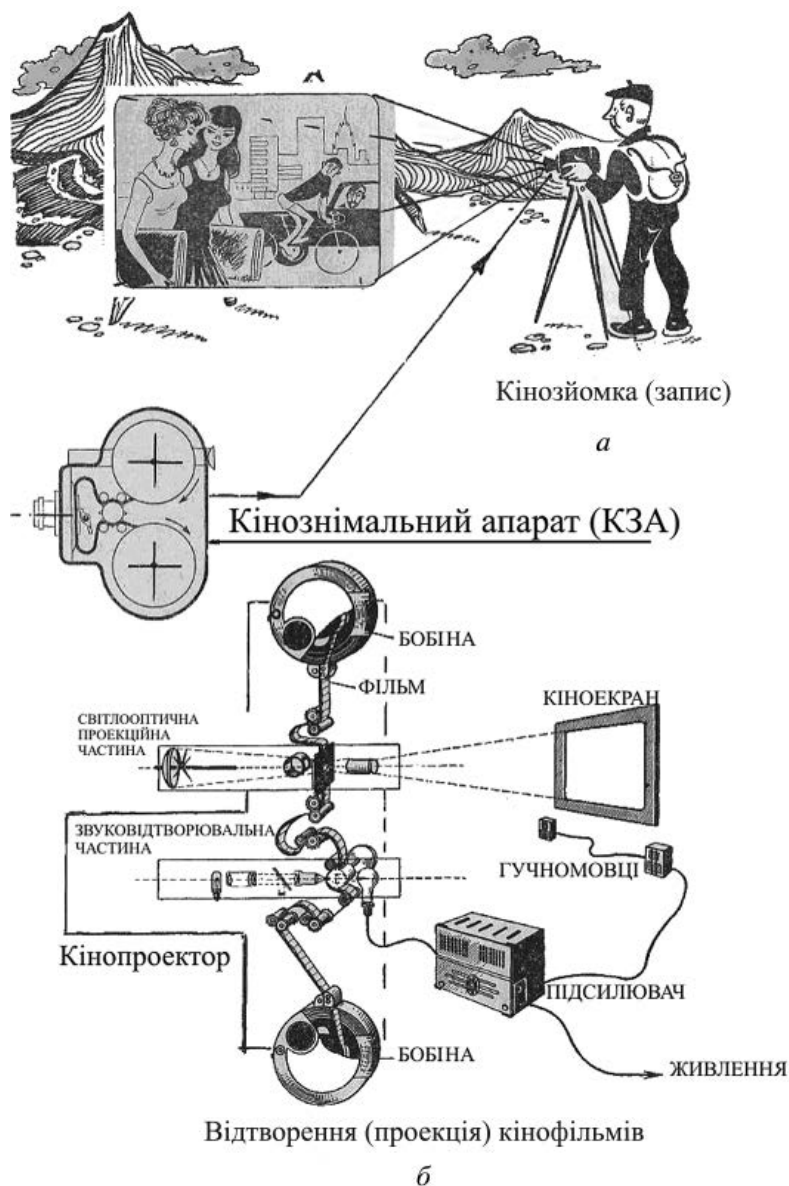 Кінозйомка (запис)
а
Кінознімальний апарат (КЗА)
БОБІНА
ФІЛЬМ
КІНОЕКРАН
СВІТЛООПТИЧНА
ПРОЕКЦІЙНА
ЧАСТИНА
ЗВУКОВІДТВОРЮВАЛЬНА
ЧАСТИНА
ГУЧНОМОВЦІ
Кінопроектор
ПІДСИЛЮВАЧ
БОБІНА
ЖИВЛЕННЯ
Відтворення (проекція) кінофільмів
б